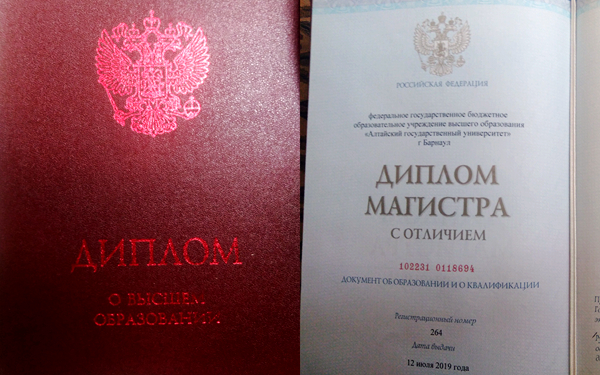 ДИПЛОМ
О ВЫСШЕМ
ОБРАЗОВАНИИ
РОССИЙСКАЯ ФЕДЕРАЦИЯ
федеральное государственное бюджетное
образовательное учреждение высшего образования
«Алтайский государственный университет»
г Барнаул
ДИПЛОМ
МАГИСТРА
С ОТЛИЧИЕМ
102231 0118694
ДОКУМЕНТ ОБ ОБРАЗОВАНИИ И О КВАЛИФИКАЦИИ
Регистрационный номер
264
Дата выдачи
12 июля 2019 года